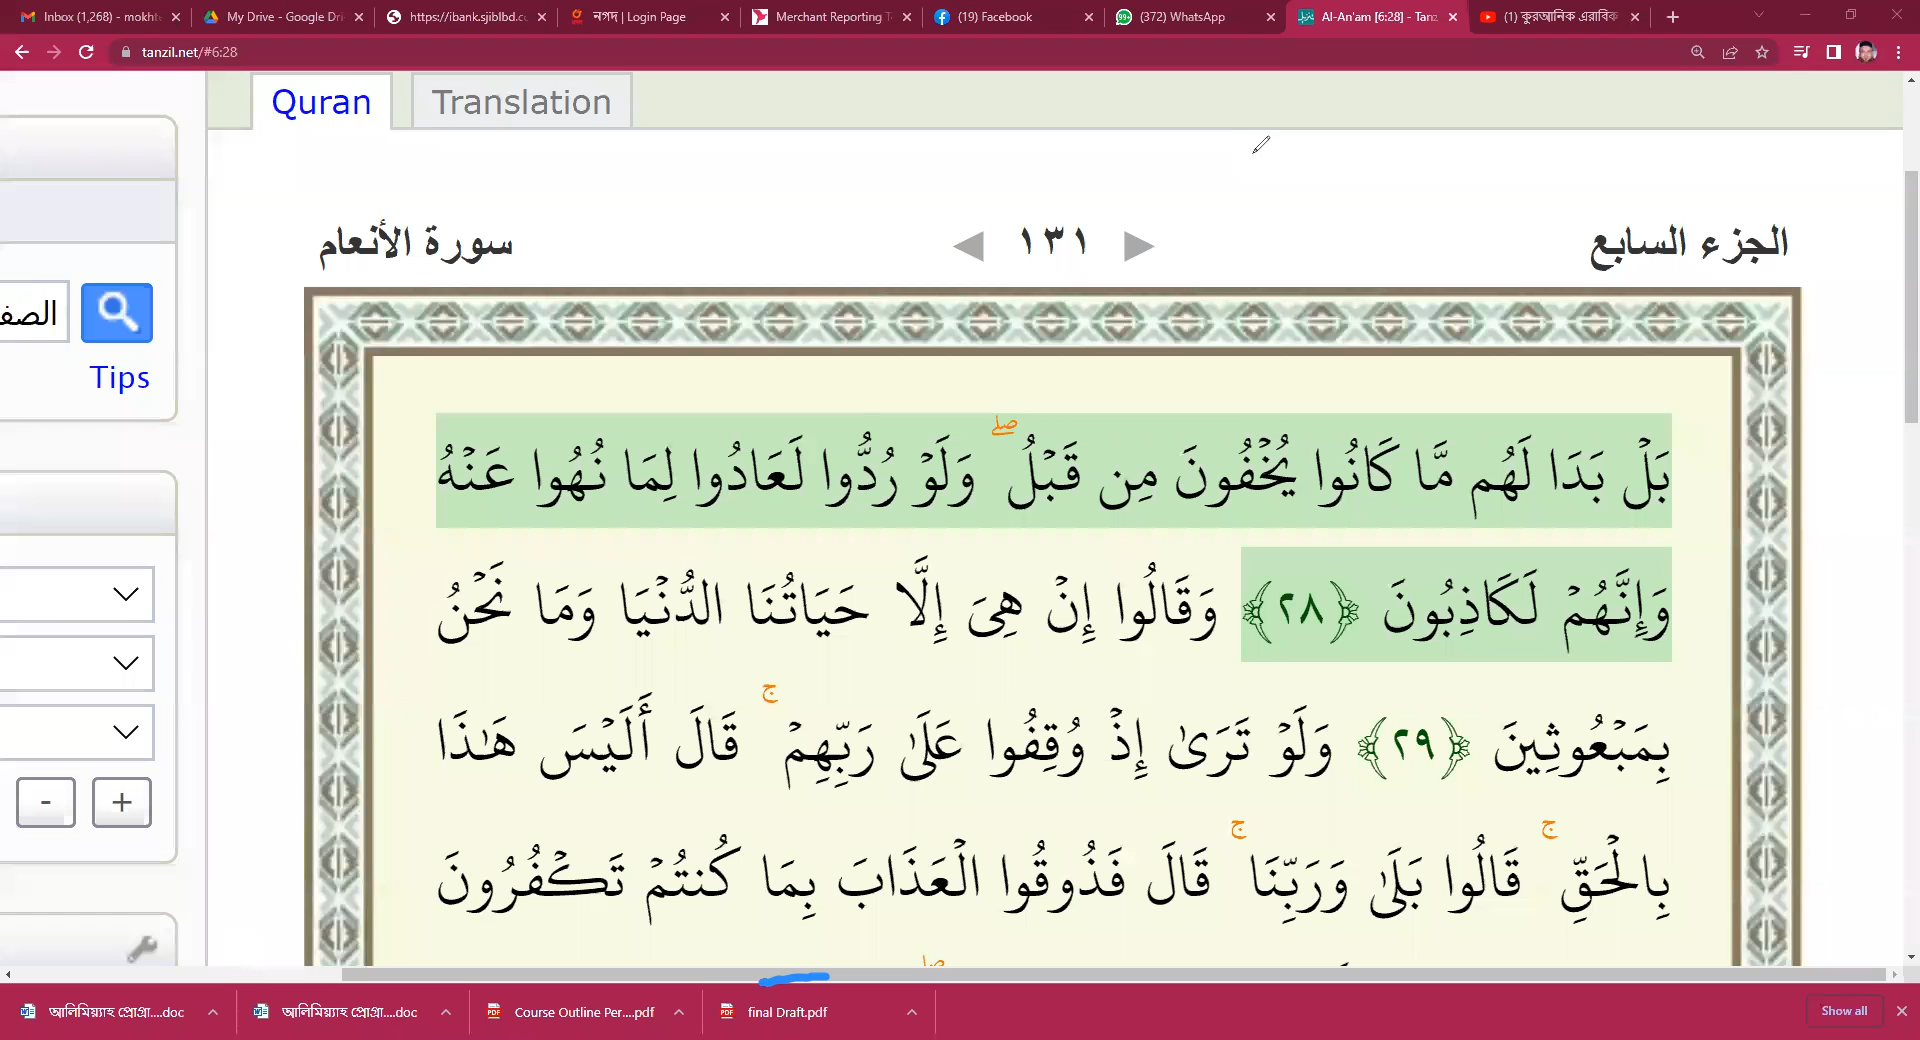 Inbox (1,268) - mokht
My Drive - Google Dri
https://ibank.sjiblbd.co
নগদ | Login Page
Merchant Reporting T
(19) Facebook
(372) WhatsApp
Al-An'am [6:28] - Tanz
(1) কুরআনিক এরাবিক
tanzil.net/#6:28
Quran
Translation
الجزء السابع
١٣١
سورة الأنعام
الصف
Tips
بَلْ بَدَا لَهُم مَّا كَانُوا يُخْفُونَ مِن قَبْلُ ۖ وَلَوْ رُدُّوا لَعَادُوا لِمَا نُهُوا عَنْهُ
وَإِنَّهُمْ لَكَاذِبُونَ ﴿٢٨﴾ وَقَالُوا إِنْ هِيَ إِلَّا حَيَاتُنَا الدُّنْيَا وَمَا نَحْنُ
بِمَبْعُوثِينَ ﴿٢٩﴾ وَلَوْ تَرَىٰ إِذْ وُقِفُوا عَلَىٰ رَبِّهِمْ ۚ قَالَ أَلَيْسَ هَـٰذَا
بِالْحَقِّ ۚ قَالُوا بَلَىٰ وَرَبِّنَا ۚ قَالَ فَذُوقُوا الْعَذَابَ بِمَا كُنتُمْ تَكْفُرُونَ
-
+
আলিমিয়্যাহ প্রোগ্রা....doc
আলিমিয়্যাহ প্রোগ্রা....doc
Course Outline Per....pdf
final Draft.pdf
Show all